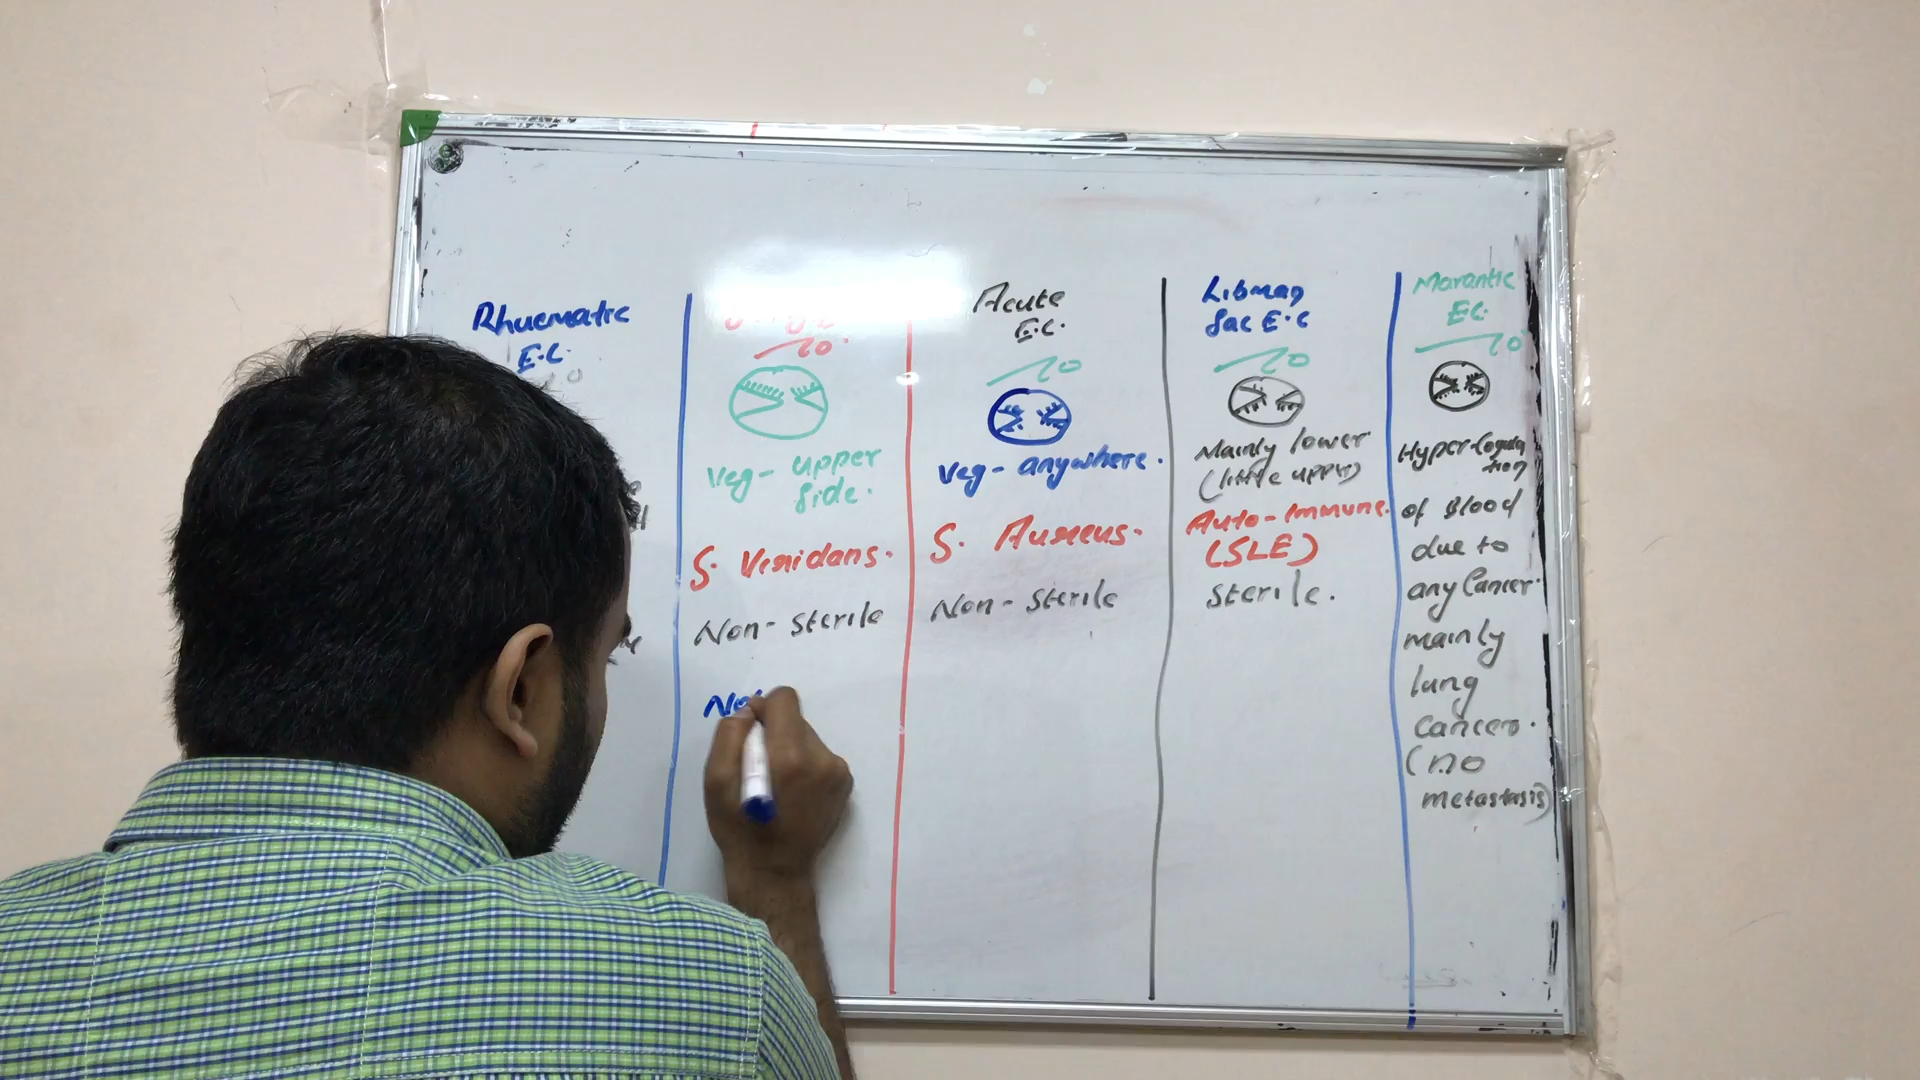 Rhuematic
E.C.
Veg- upper
side.
S. Viridans.
Non- sterile
Acute
E.C.
Veg- anywhere.
S. Aureus.
Non- sterile
Libman
Sac E.C
Mainly lower
(little upper)
Auto-Immune.
(SLE)
sterile.
Marantic
E.C.
Hyper-Cogula
tion
of Blood
due to
any Cancer.
mainly
lung
cancer.
(no
metastasis)